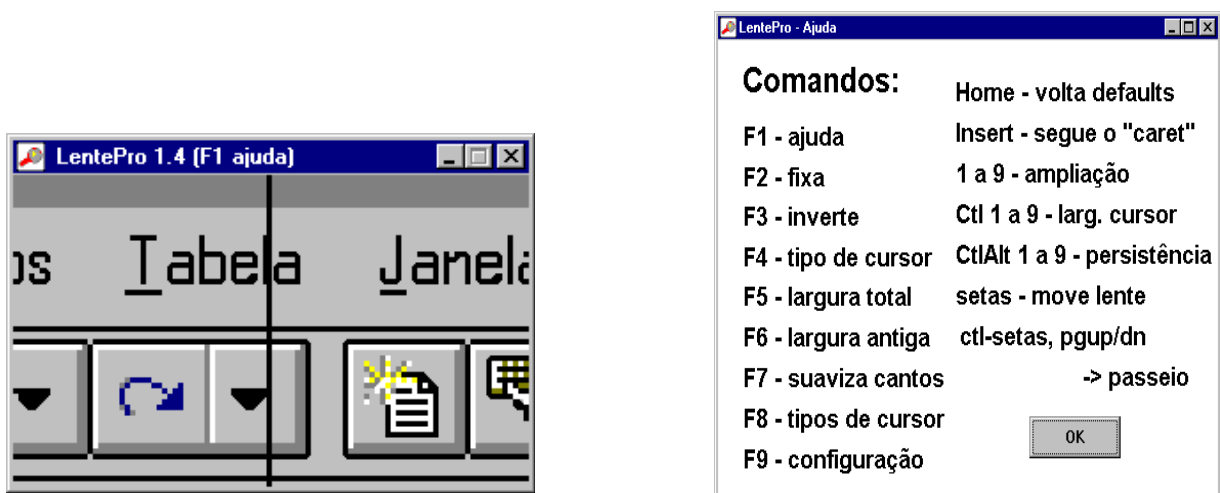 LentePro 1.4 (F1 ajuda)
os Tabela Janela
LentePro - Ajuda
Comandos:
F1 - ajuda
F2 - fixa
F3 - inverte
F4 - tipo de cursor
F5 - largura total
F6 - largura antiga
F7 - suaviza cantos
F8 - tipos de cursor
F9 - configuração
Home - volta defaults
Insert - segue o "caret"
1 a 9 - ampliação
Ctl 1 a 9 - larg. cursor
CtlAlt 1 a 9 - persistência
setas - move lente
ctl-setas, pgup/dn
-> passeio
OK